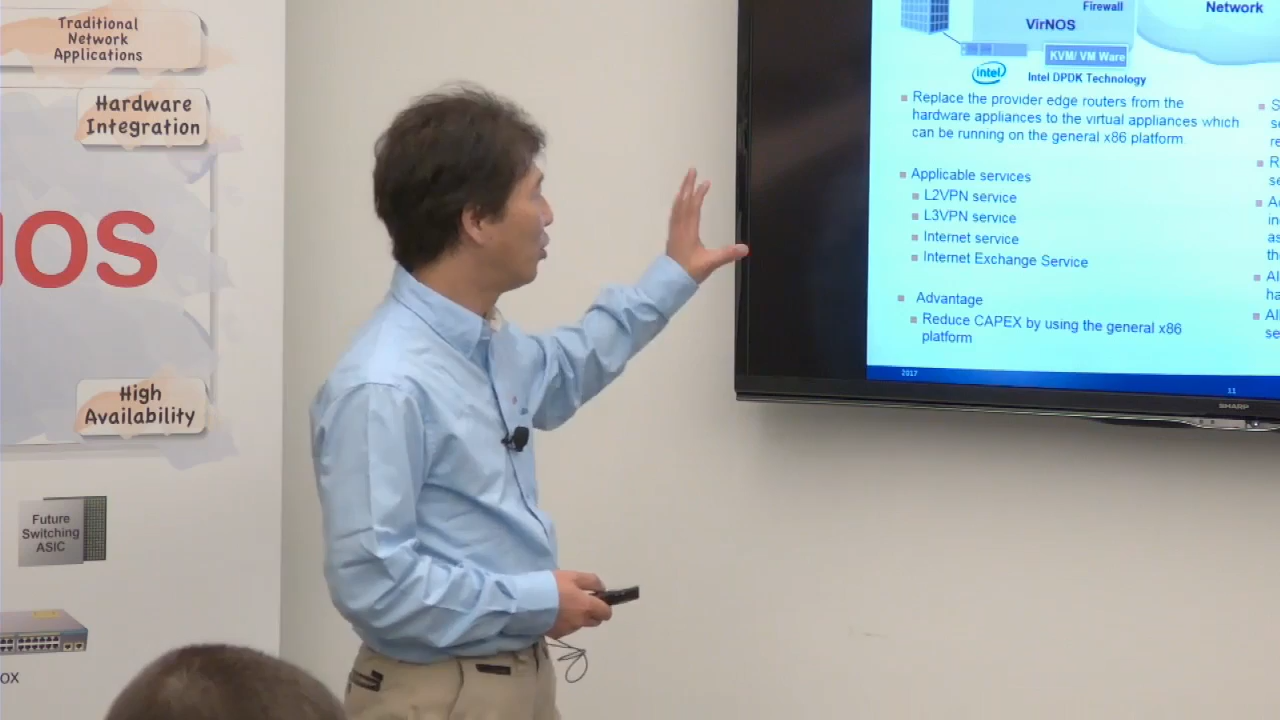 Traditional
Network
Applications
Hardware
Integration
NOS
High
Availability
Future
Switching
ASIC
ox
Firewall
VirNOS
Network
KVM/ VM Ware
intel
Intel DPDK Technology
Replace the provider edge routers from the
hardware appliances to the virtual appliances which
can be running on the general x86 platform.
Applicable services
L2VPN service
L3VPN service
Internet service
Internet Exchange Service
Advantage
Reduce CAPEX by using the general x86
platform
2017
11
SHARP